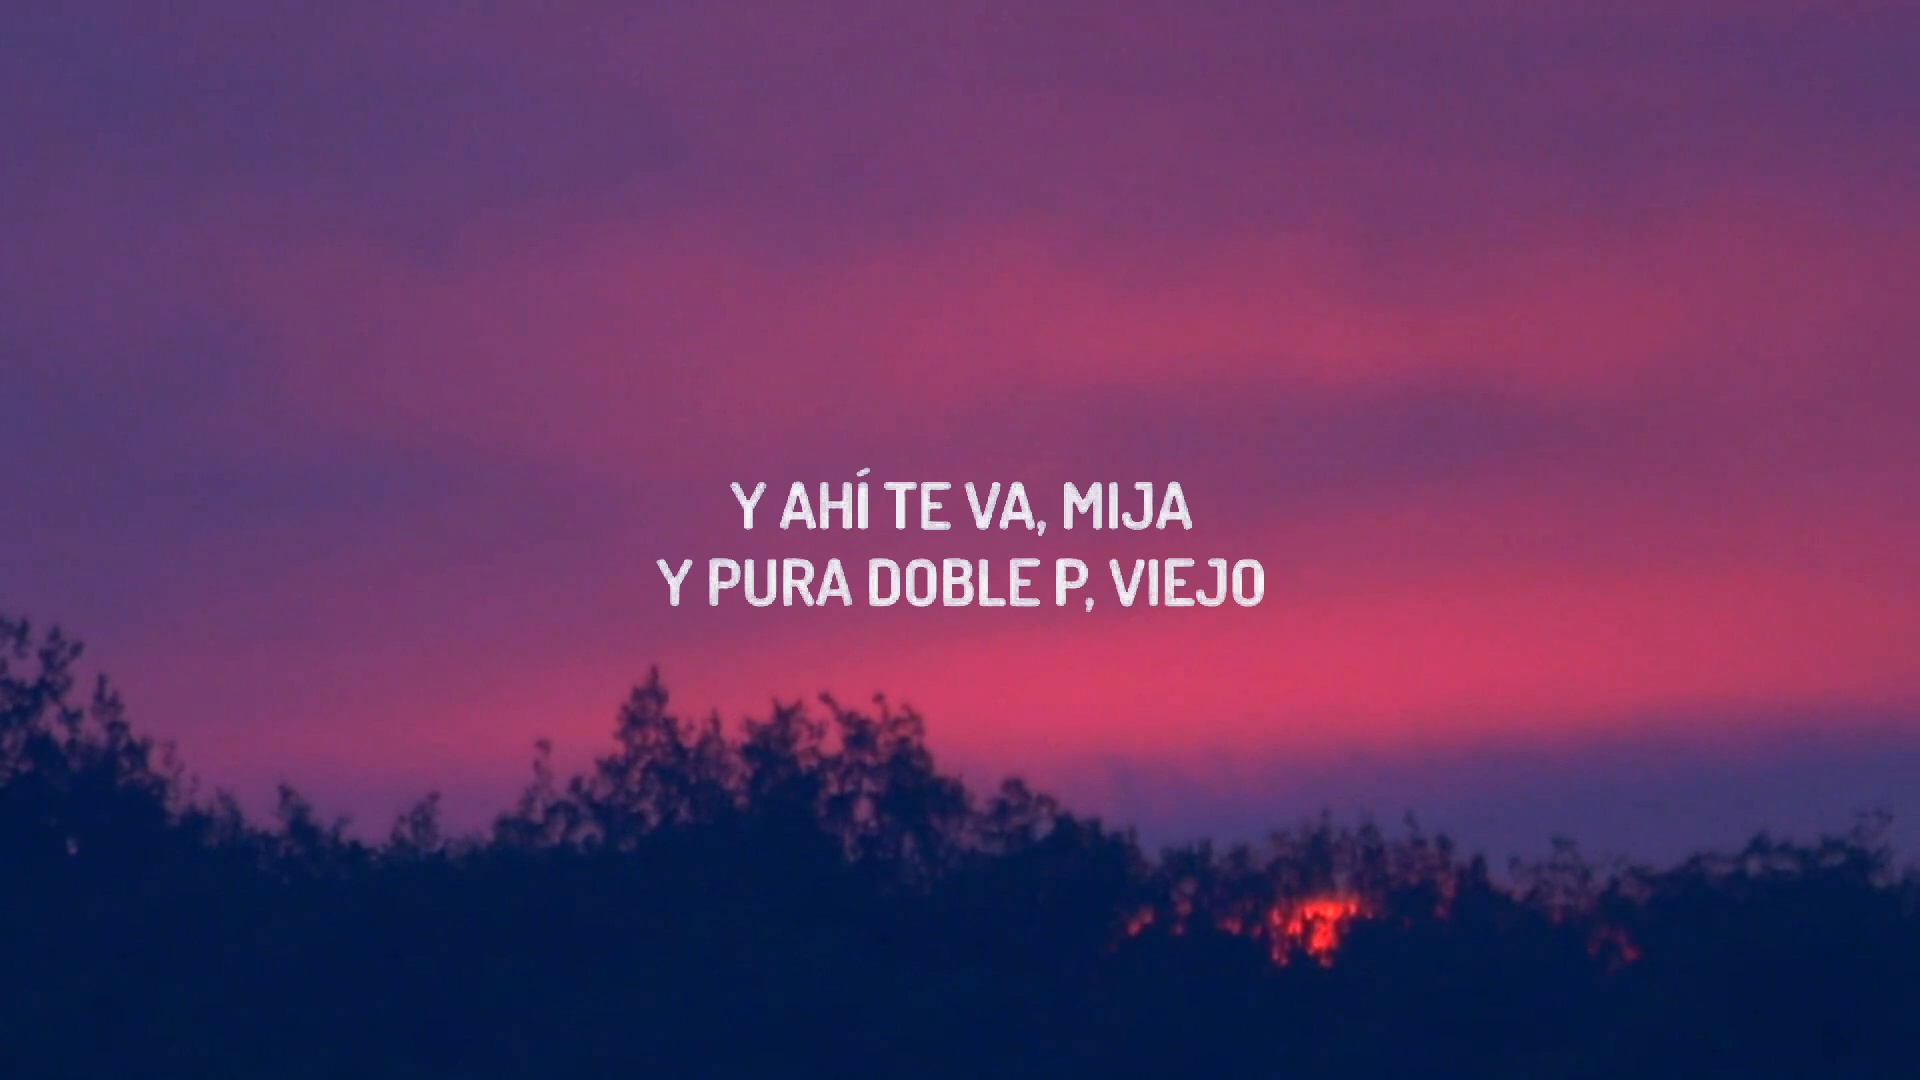 Y AHÍ TE VA, MIJA
Y PURA DOBLE P, VIEJO